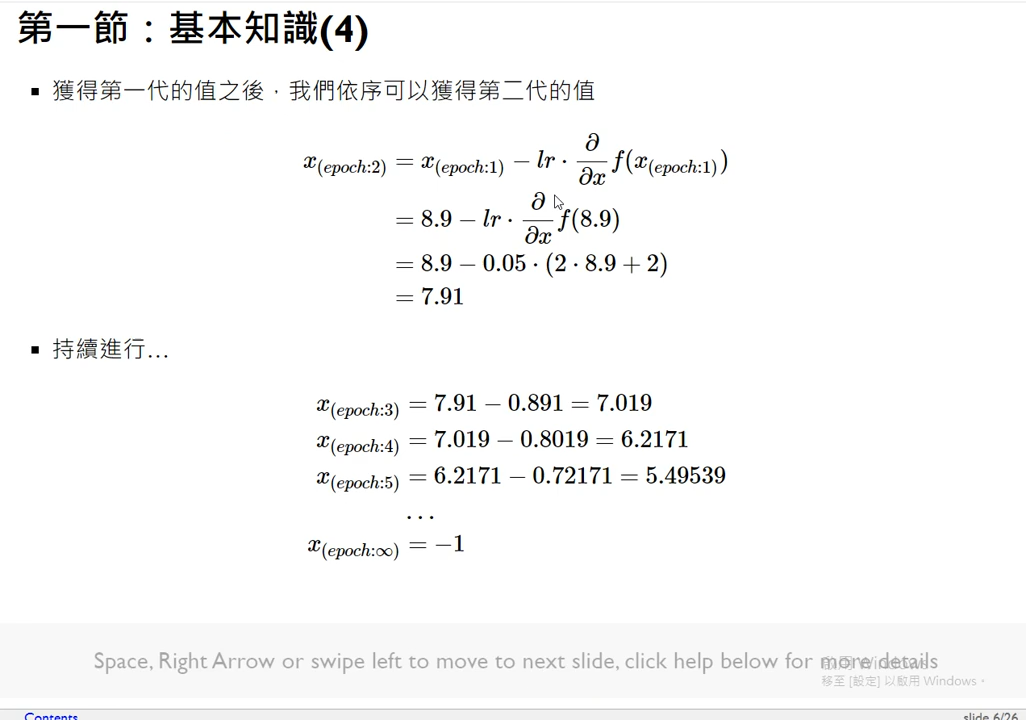 第一節：基本知識(4)
▪ 獲得第一代的值之後，我們依序可以獲得第二代的值
x_(epoch:2) = x_(epoch:1) − lr · ∂/∂x f(x_(epoch:1))
= 8.9 − lr · ∂/∂x f(8.9)
= 8.9 − 0.05 · (2 · 8.9 + 2)
= 7.91
▪ 持續進行…
x_(epoch:3) = 7.91 − 0.891 = 7.019
x_(epoch:4) = 7.019 − 0.8019 = 6.2171
x_(epoch:5) = 6.2171 − 0.72171 = 5.49539
…
x_(epoch:∞) = −1
Space, Right Arrow or swipe left to move to next slide, click help below for more details
啟用 Windows
移至 [設定] 以啟用 Windows。
Contents
slide 6/26